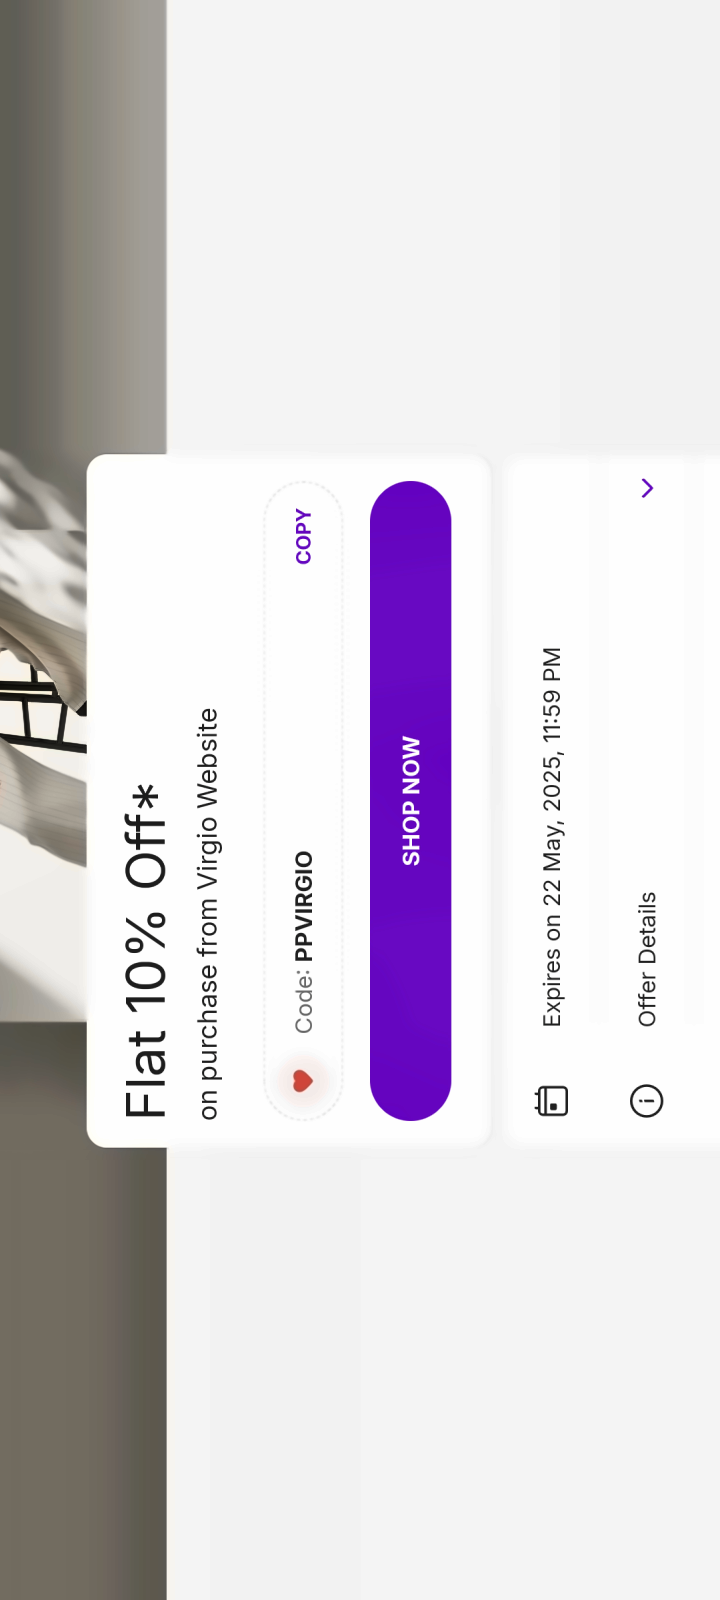 Flat 10% Off*
on purchase from Virgio Website
Code: PPVIRGIO COPY
SHOP NOW
Expires on 22 May, 2025, 11:59 PM
Offer Details